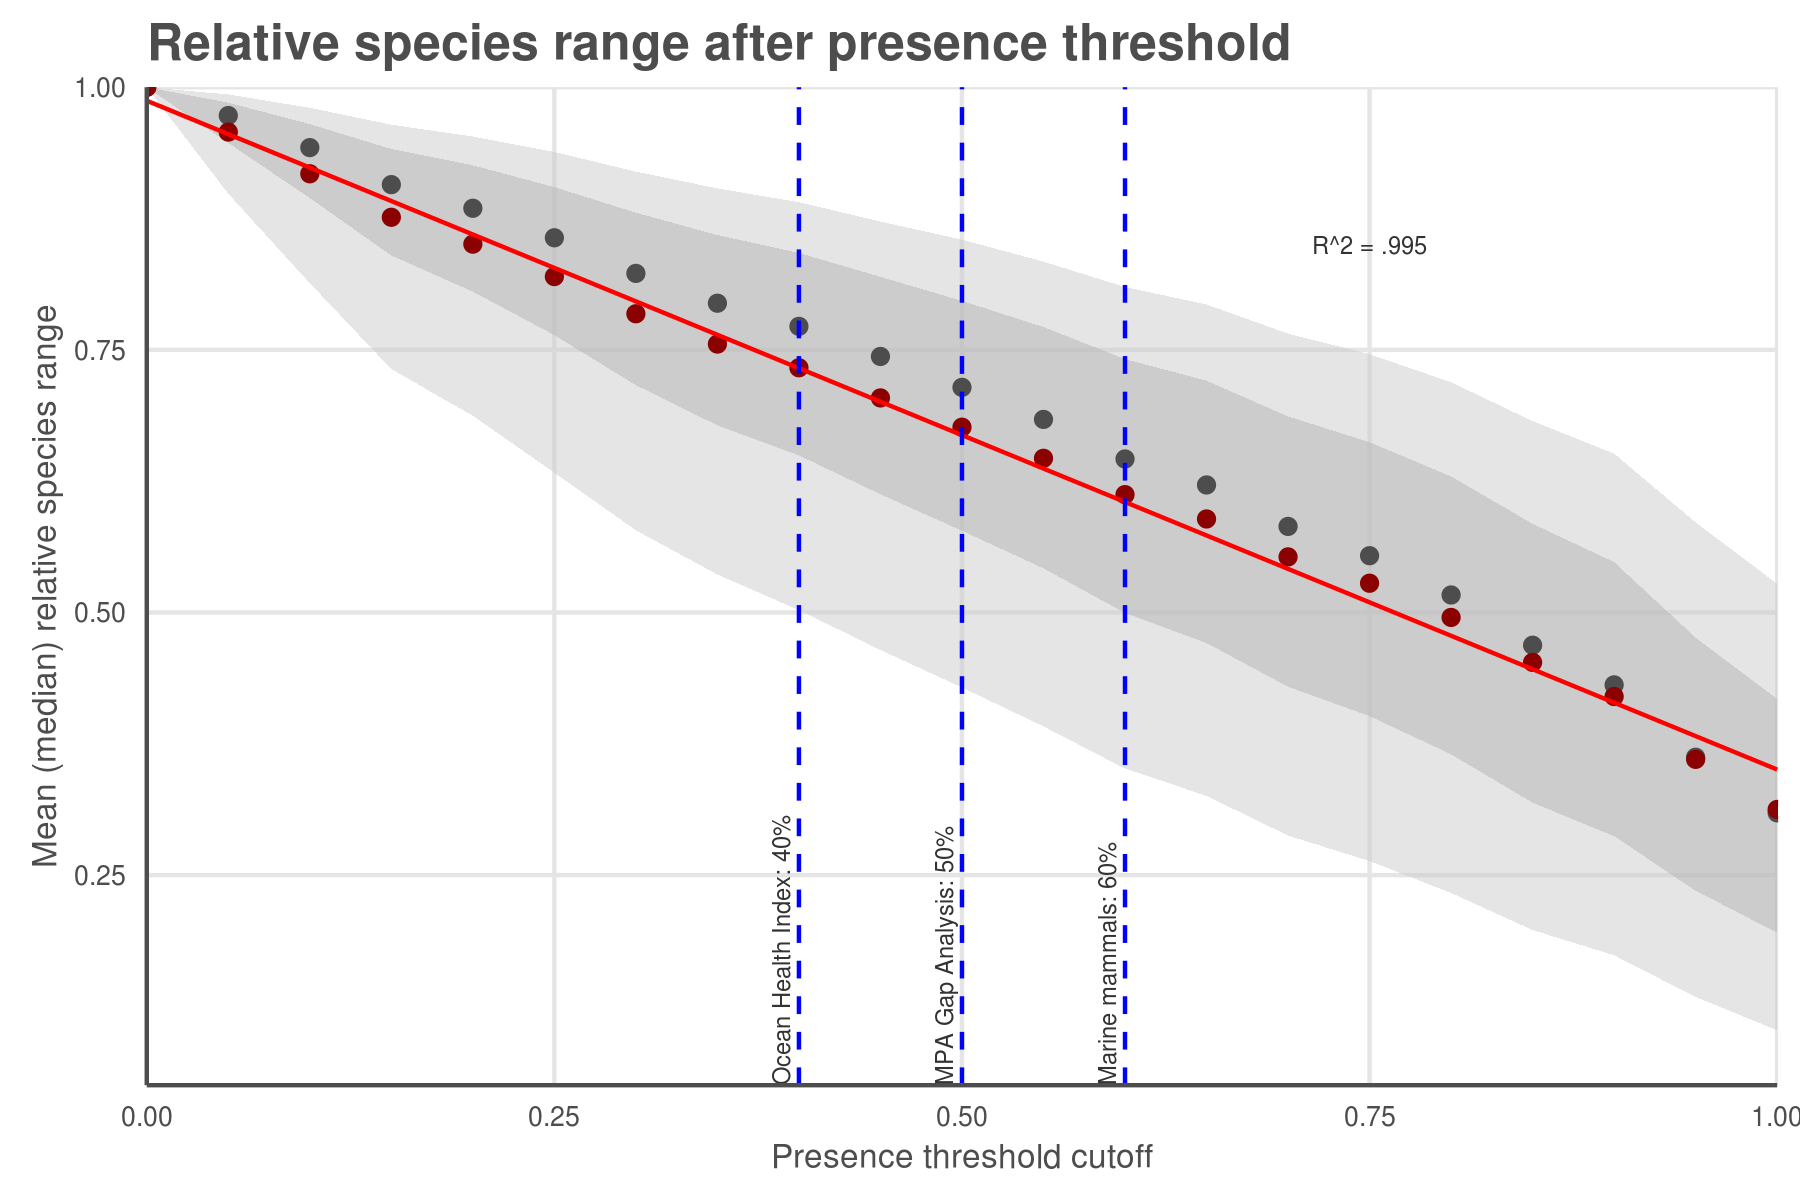 Relative species range after presence threshold
Mean (median) relative species range
1.00
0.75
0.50
0.25
R^2 = .995
Ocean Health Index: 40%
MPA Gap Analysis: 50%
Marine mammals: 60%
0.00
0.25
0.50
0.75
1.00
Presence threshold cutoff